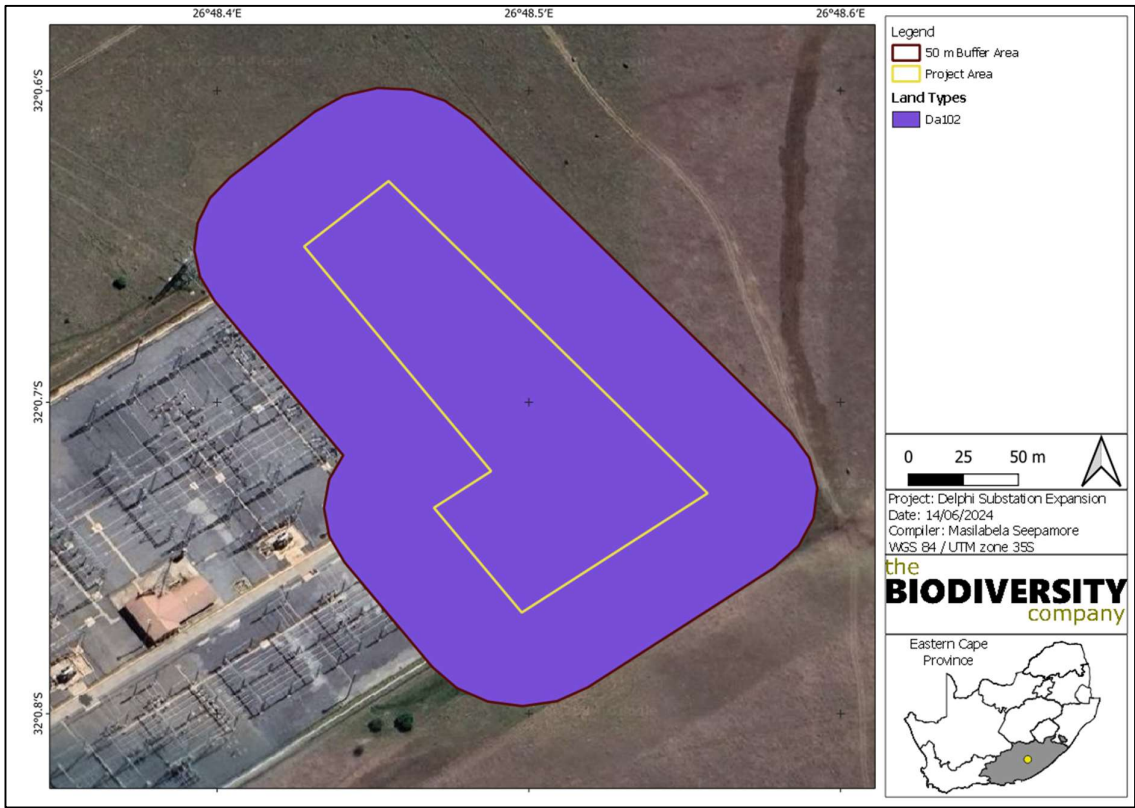 26°48.4'E
26°48.5'E
26°48.6'E
32°0.6'S
32°0.7'S
32°0.8'S
Legend
50 m Buffer Area
Project Area
Land Types
Da102
0 25 50 m
Project: Delphi Substation Expansion
Date: 14/06/2024
Compiler: Masilabela Seepamore
WGS 84 / UTM zone 35S
the
BIODIVERSITY
company
Eastern Cape
Province